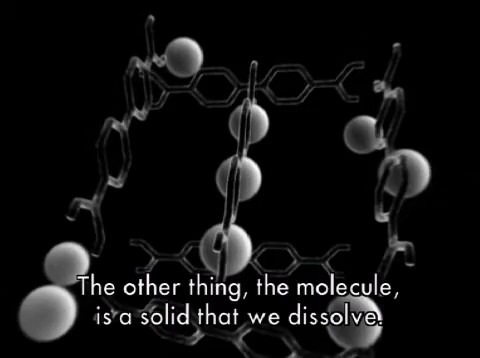 The other thing, the molecule,
is a solid that we dissolve.